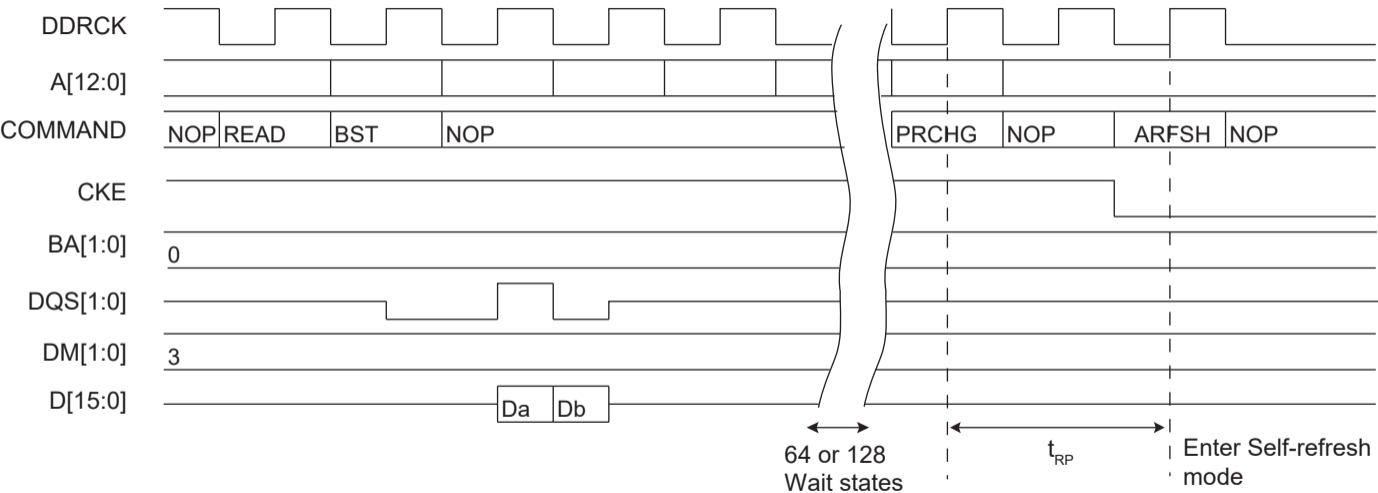 DDRCK
A[12:0]
COMMAND NOP READ BST NOP PRCHG NOP ARFSH NOP
CKE
BA[1:0] 0
DQS[1:0]
DM[1:0] 3
D[15:0] Da Db
64 or 128
Wait states
tRP
Enter Self-refresh
mode